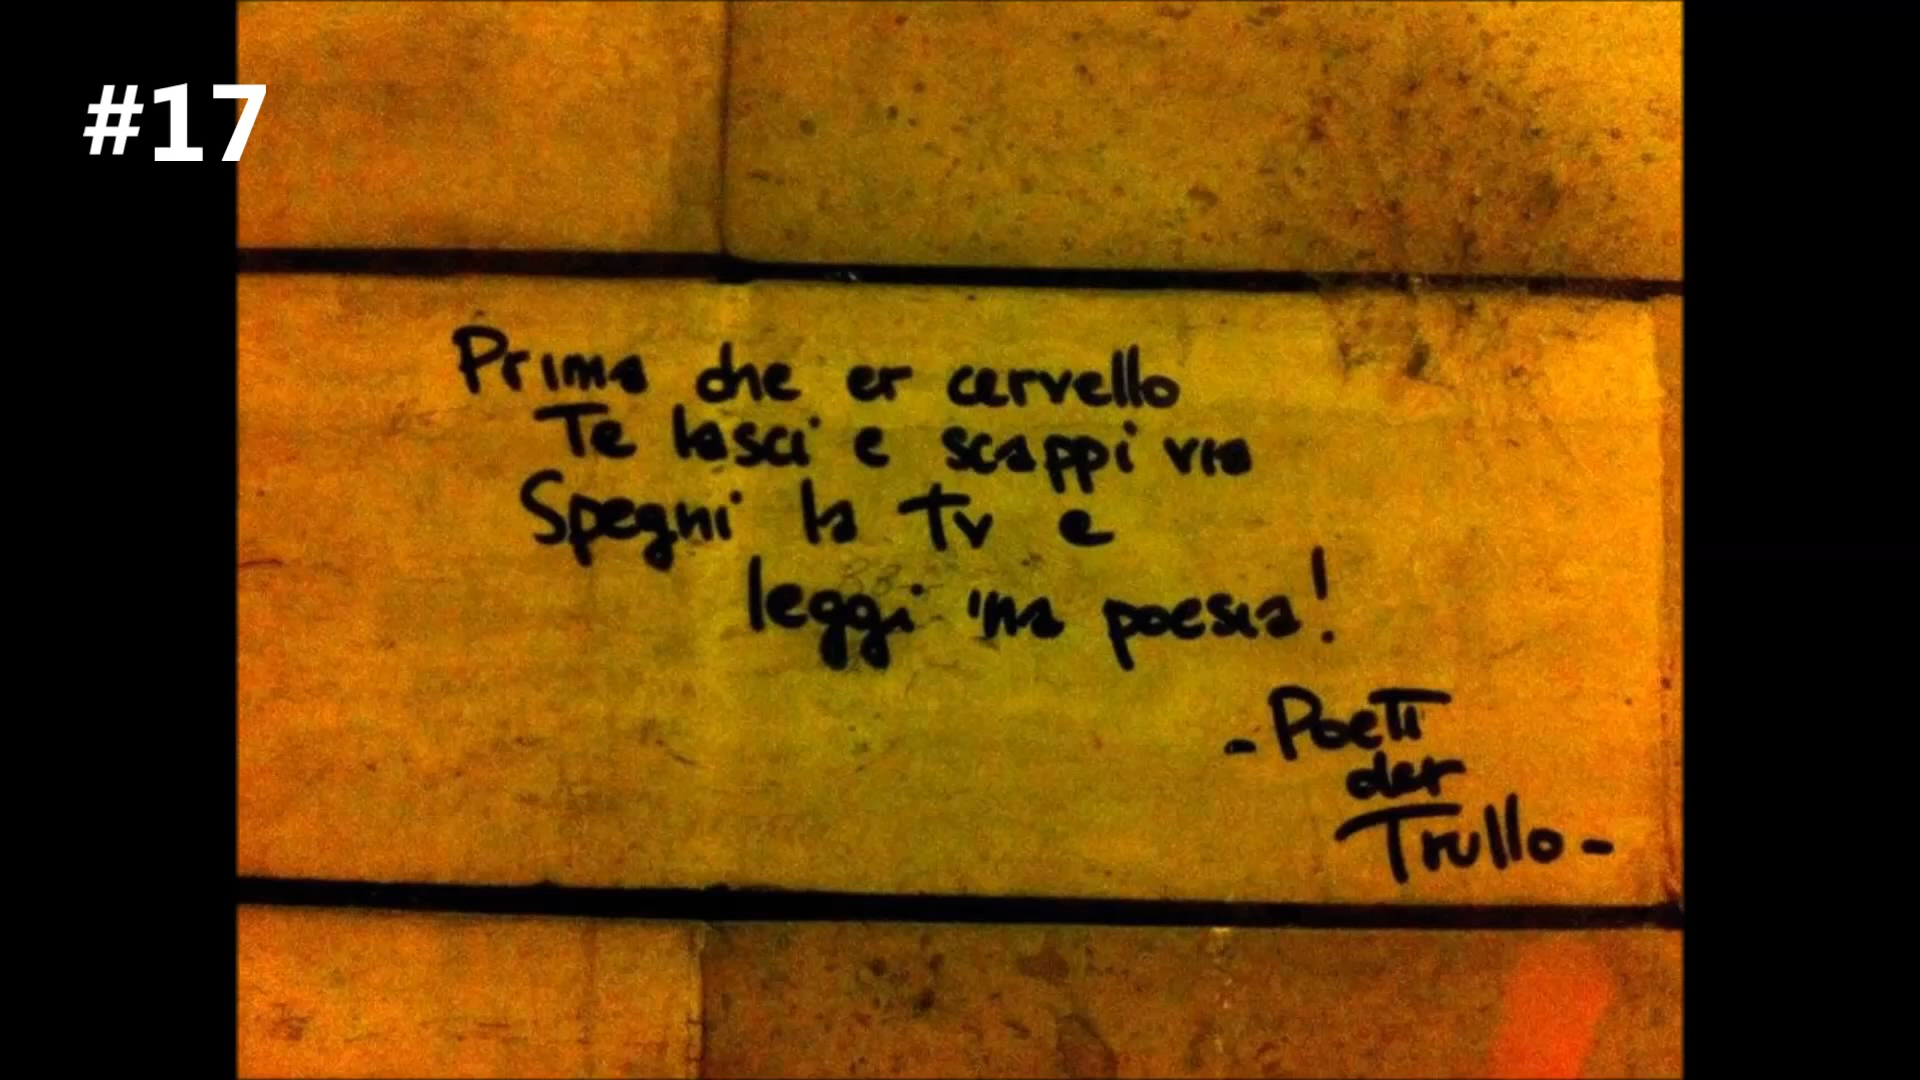 #17
Prima che er cervello
Te lasci e scappi via
Spegni la Tv e
leggi 'na poesia!
- Poeti
der
Trullo -